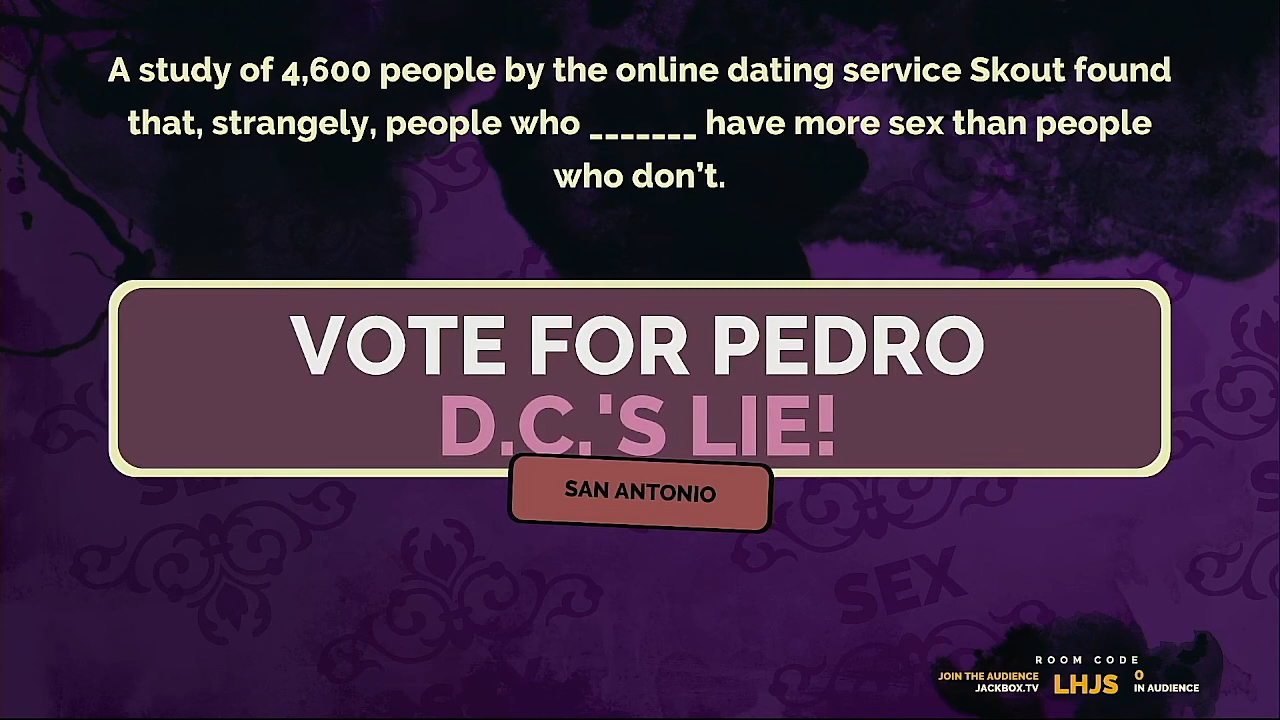 A study of 4,600 people by the online dating service Skout found
that, strangely, people who _______ have more sex than people
who don't.
VOTE FOR PEDRO
D.C.'S LIE!
SAN ANTONIO
SEX
ROOM CODE
JOIN THE AUDIENCE
JACKBOX.TV
LHJS
0
IN AUDIENCE